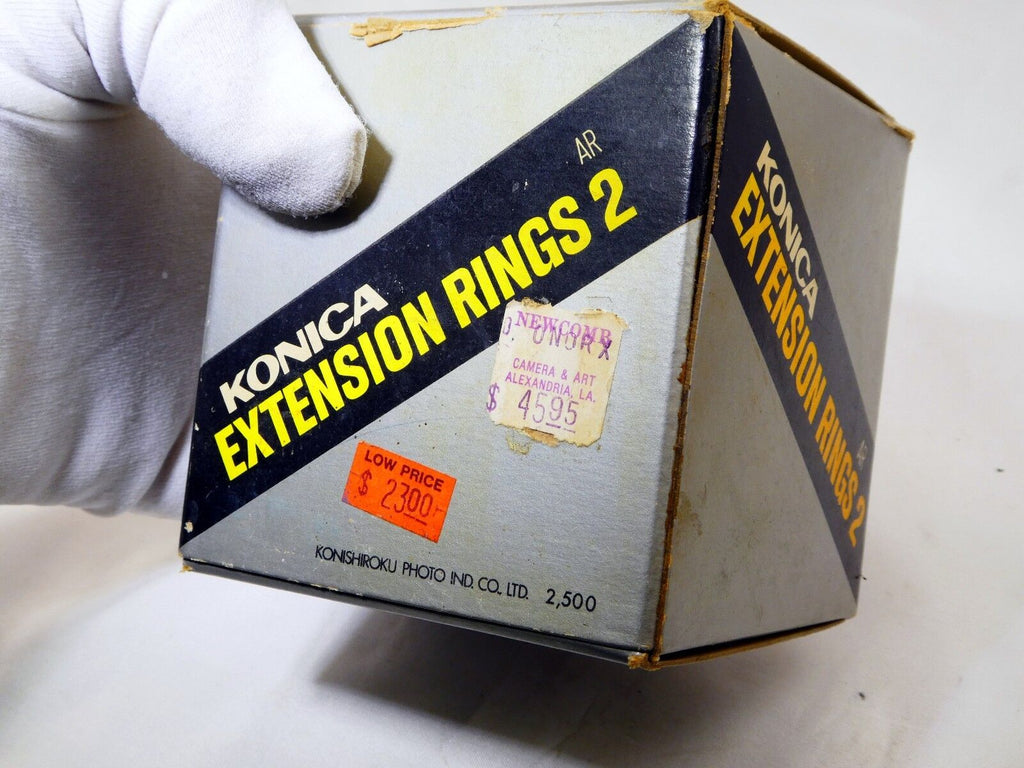 AR
KONICA
EXTENSION RINGS 2
NEWCOMB
CAMERA & ART
ALEXANDRIA, LA.
$ 4595
LOW PRICE
$ 2300
KONISHIROKU PHOTO IND. CO., LTD. 2,500
KONICA
EXTENSION RINGS 2
AR